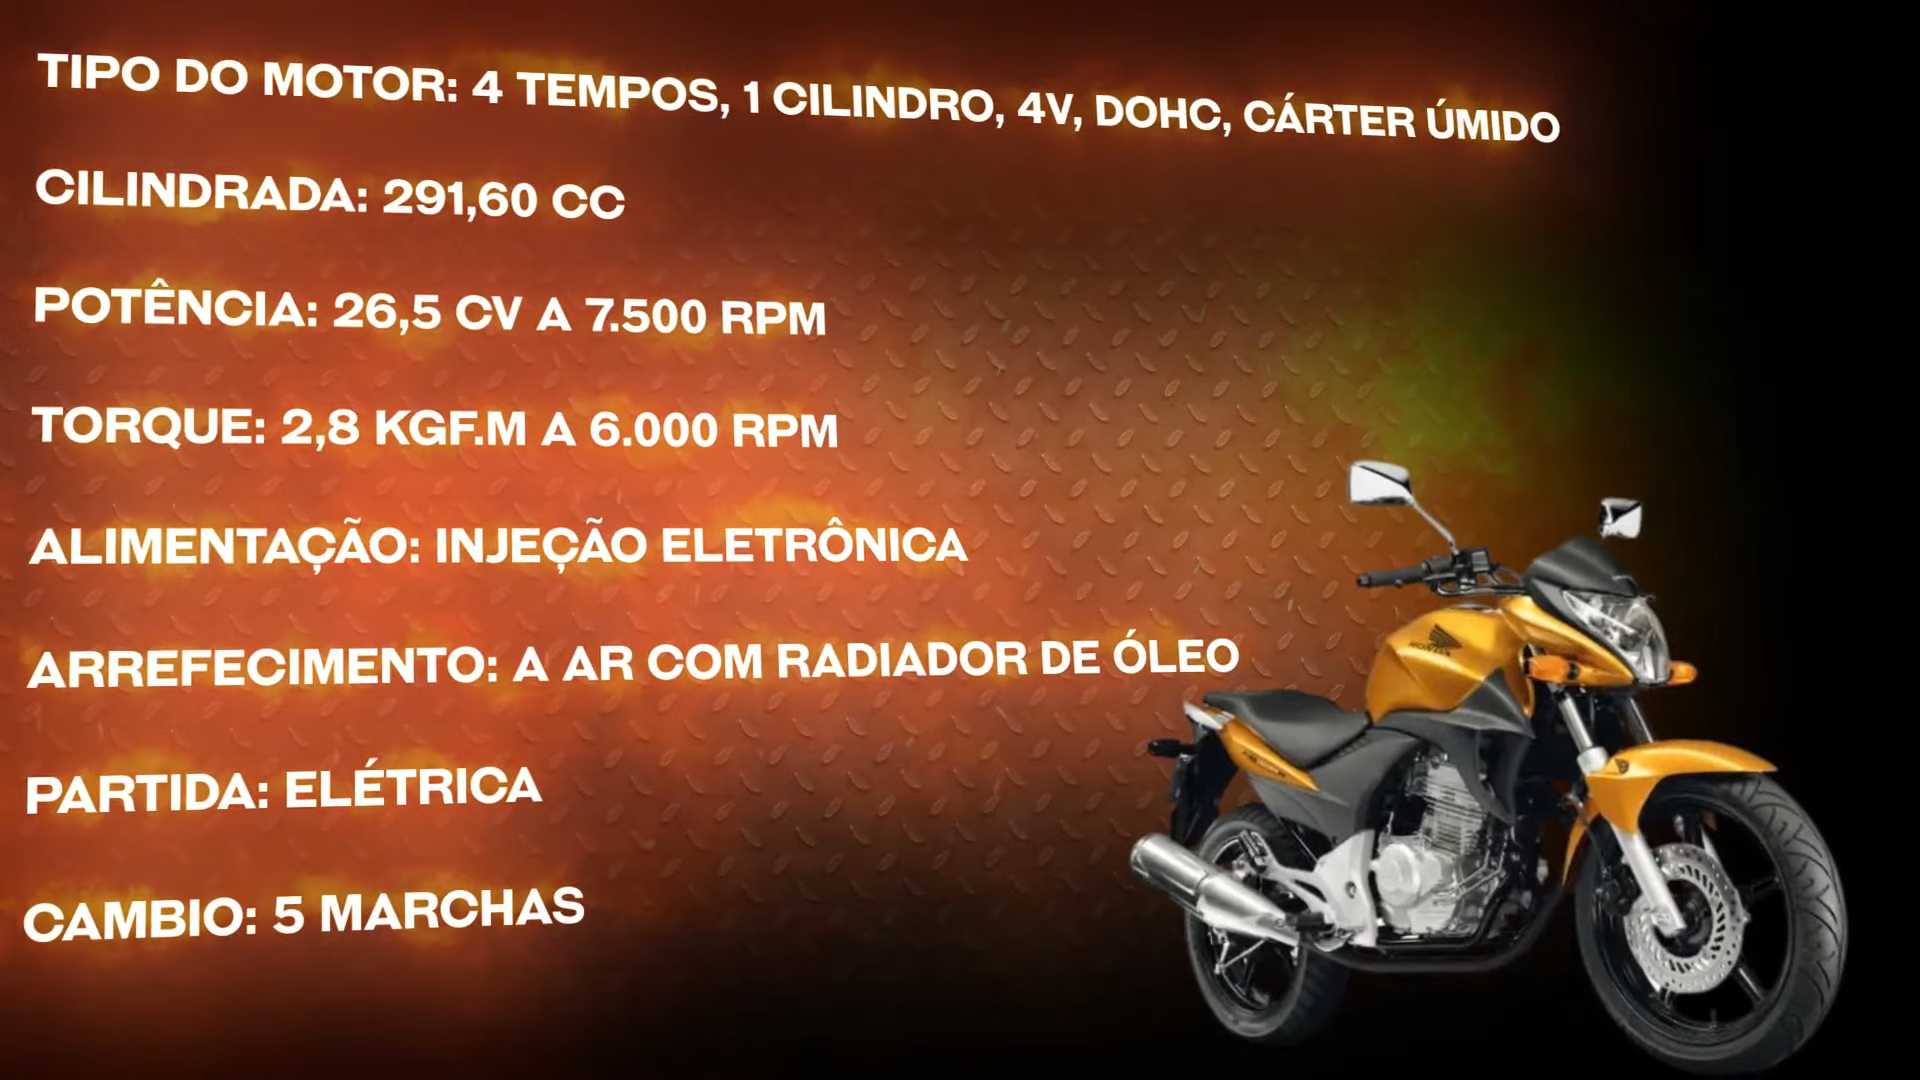 TIPO DO MOTOR: 4 TEMPOS, 1 CILINDRO, 4V, DOHC, CÁRTER ÚMIDO
CILINDRADA: 291,60 CC
POTÊNCIA: 26,5 CV A 7.500 RPM
TORQUE: 2,8 KGF.M A 6.000 RPM
ALIMENTAÇÃO: INJEÇÃO ELETRÔNICA
ARREFECIMENTO: A AR COM RADIADOR DE ÓLEO
PARTIDA: ELÉTRICA
CAMBIO: 5 MARCHAS
HONDA